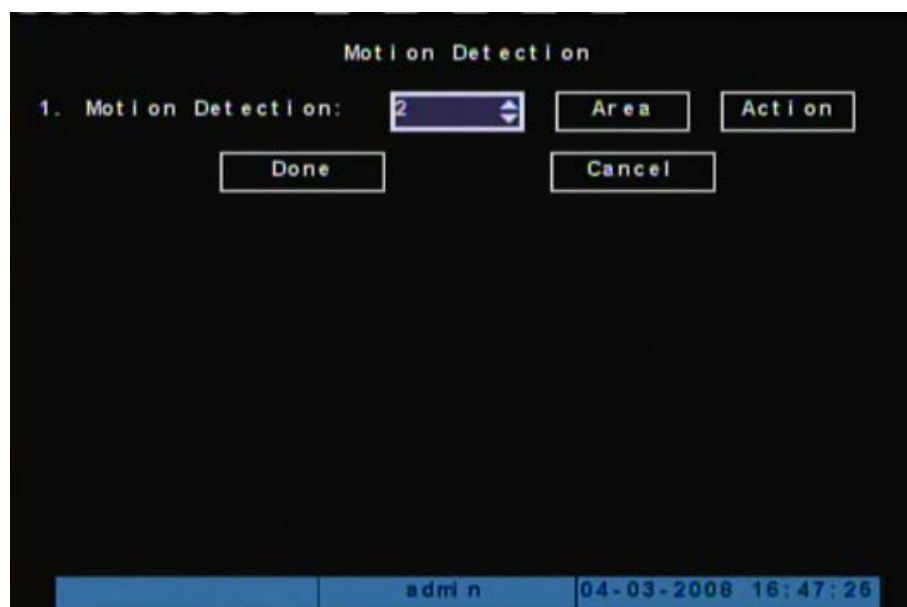 Motion Detection
1. Motion Detection: 2 Area Action
Done Cancel
admin 04-03-2008 16:47:26